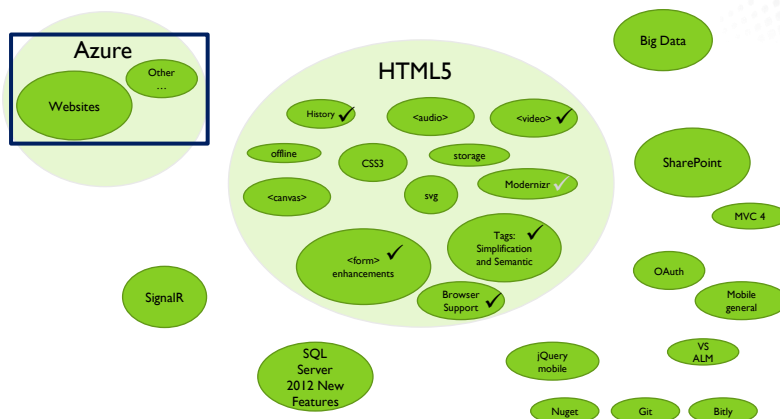 Azure
Other
…
Websites
HTML5
Big Data
History
<audio>
<video>
offline
CSS3
storage
SharePoint
<canvas>
svg
Modernizr
MVC 4
Tags:
Simplification
and Semantic
<form>
enhancements
OAuth
SignalR
Browser
Support
Mobile
general
SQL
Server
2012 New
Features
jQuery
mobile
VS
ALM
Nuget
Git
Bitly